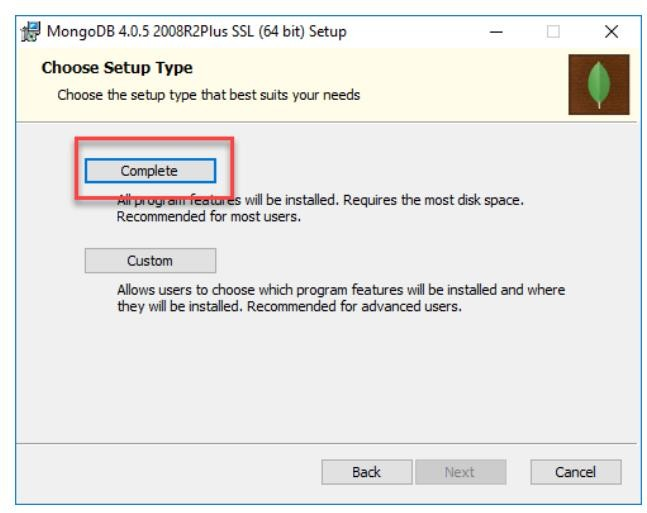 MongoDB 4.0.5 2008R2Plus SSL (64 bit) Setup
Choose Setup Type
Choose the setup type that best suits your needs
Complete
All program features will be installed. Requires the most disk space.
Recommended for most users.
Custom
Allows users to choose which program features will be installed and where
they will be installed. Recommended for advanced users.
Back Next Cancel